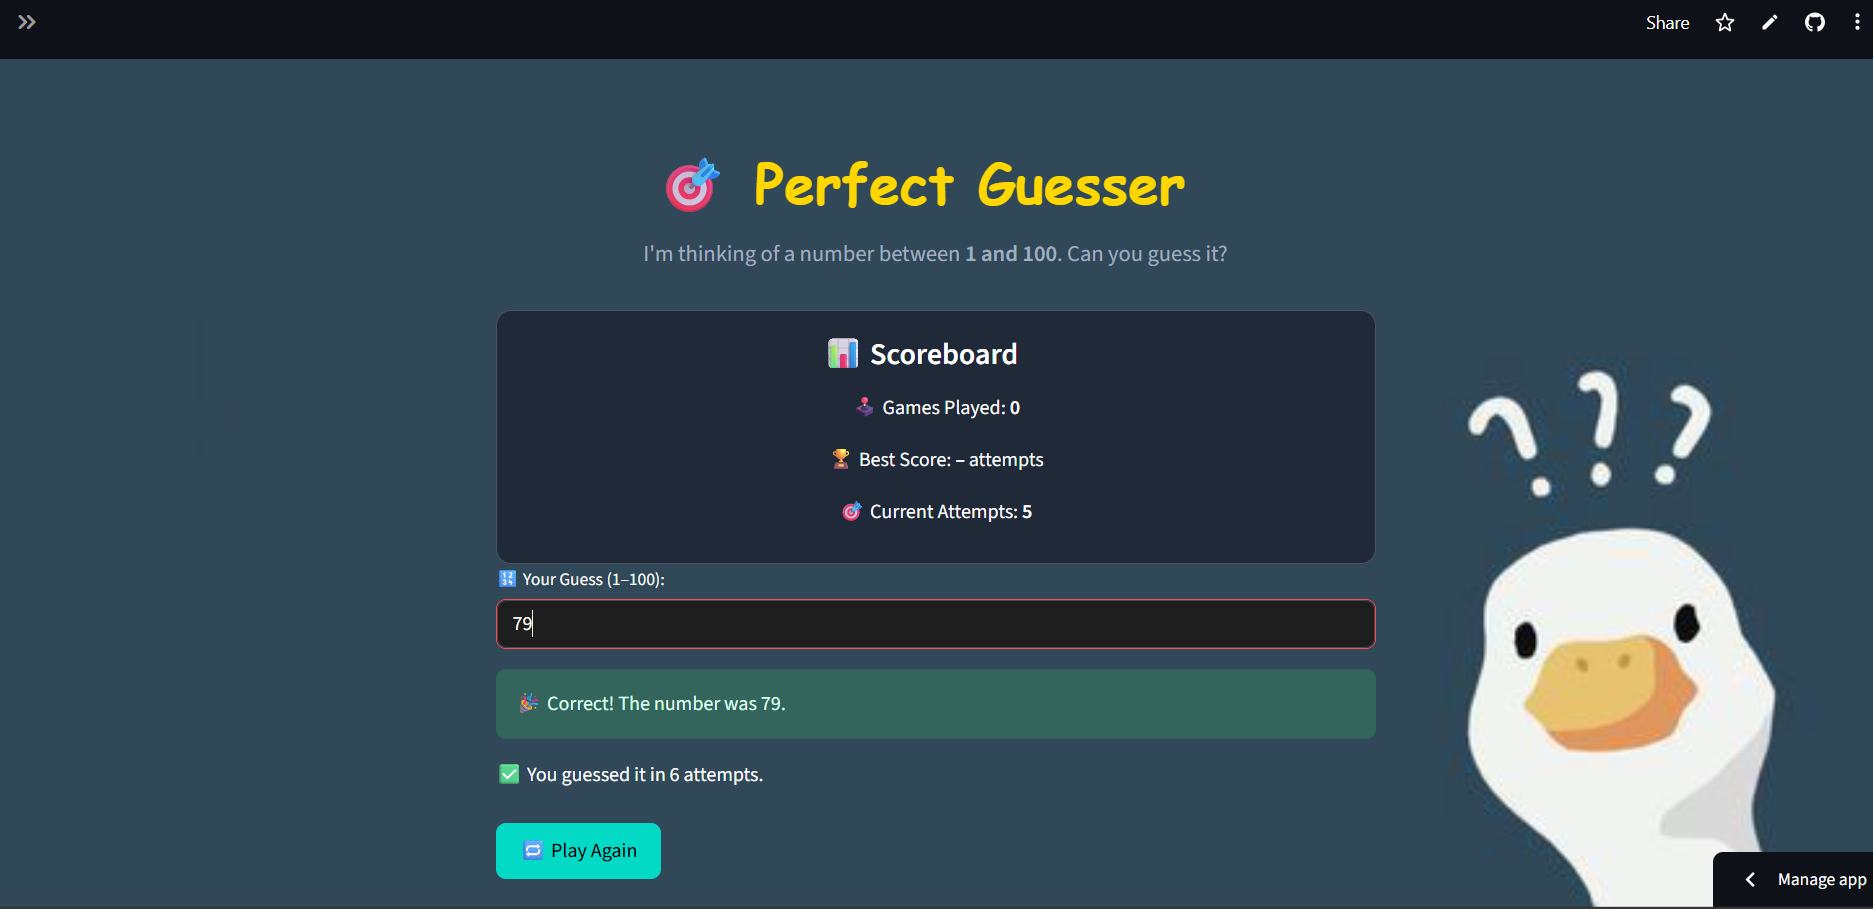 Share
🎯 Perfect Guesser
I'm thinking of a number between 1 and 100. Can you guess it?
📊 Scoreboard
🕹️ Games Played: 0
🏆 Best Score: – attempts
🎯 Current Attempts: 5
🔢 Your Guess (1–100):
79
🎉 Correct! The number was 79.
✅ You guessed it in 6 attempts.
🔁 Play Again
? ? ?
Manage app